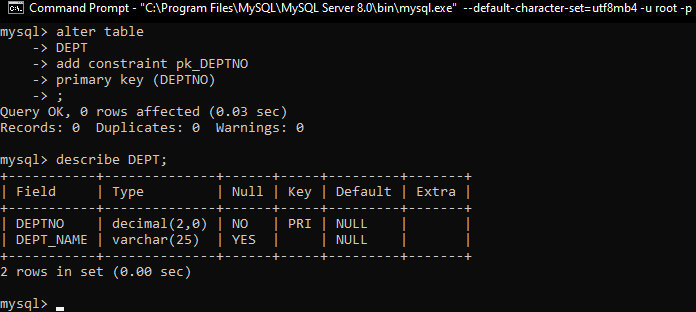 Command Prompt - "C:\Program Files\MySQL\MySQL Server 8.0\bin\mysql.exe"  --default-character-set=utf8mb4 -u root -p
mysql> alter table
    -> DEPT
    -> add constraint pk_DEPTNO
    -> primary key (DEPTNO)
    -> ;
Query OK, 0 rows affected (0.03 sec)
Records: 0  Duplicates: 0  Warnings: 0
mysql> describe DEPT;
+-----------+--------------+------+-----+---------+-------+
| Field     | Type         | Null | Key | Default | Extra |
+-----------+--------------+------+-----+---------+-------+
| DEPTNO    | decimal(2,0) | NO   | PRI | NULL    |       |
| DEPT_NAME | varchar(25)  | YES  |     | NULL    |       |
+-----------+--------------+------+-----+---------+-------+
2 rows in set (0.00 sec)
mysql> _